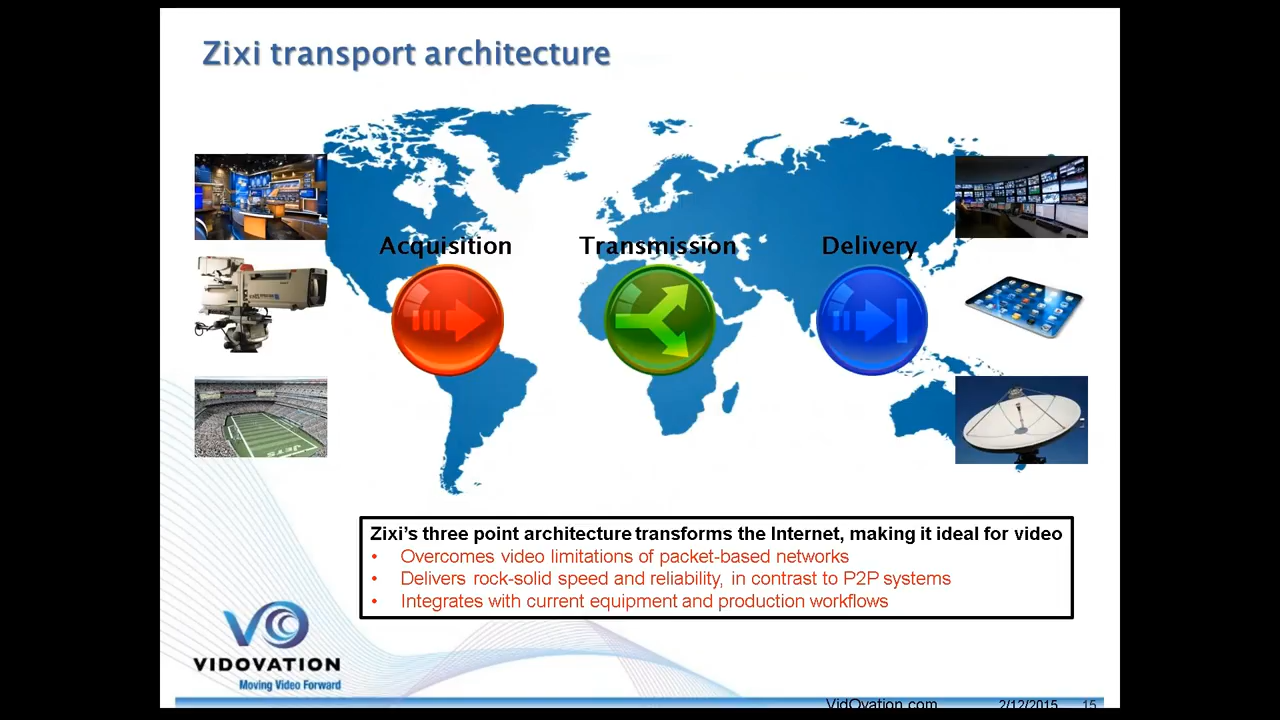 Zixi transport architecture
Acquisition
Transmission
Delivery
JETS
Zixi's three point architecture transforms the Internet, making it ideal for video
• Overcomes video limitations of packet-based networks
• Delivers rock-solid speed and reliability, in contrast to P2P systems
• Integrates with current equipment and production workflows
VO
VIDOVATION
Moving Video Forward
VidOvation.com
2/12/2015
15